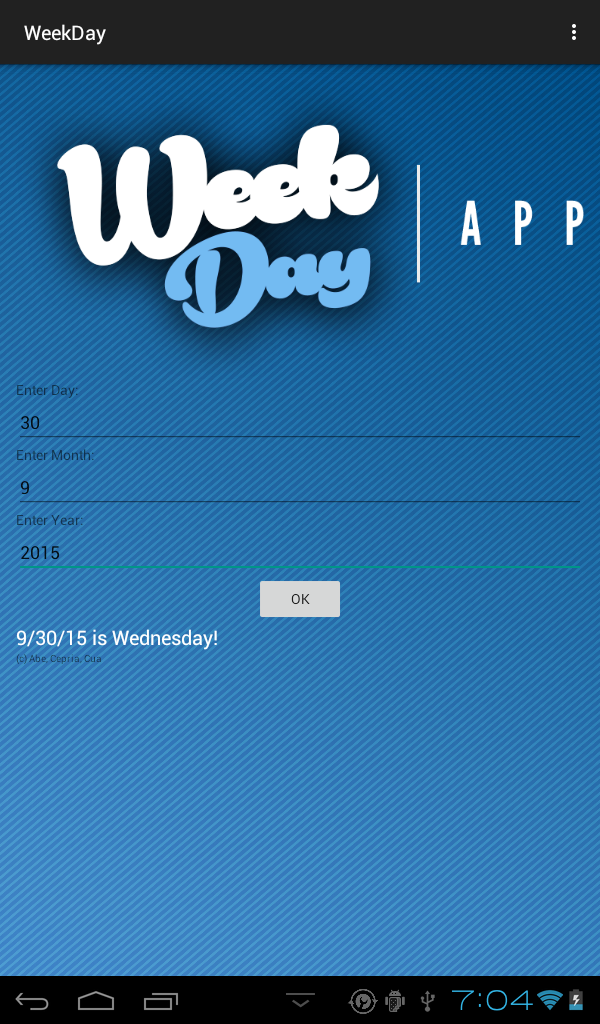 WeekDay
Week
Day
APP
Enter Day:
30
Enter Month:
9
Enter Year:
2015
OK
9/30/15 is Wednesday!
(c) Abe, Cepria, Cua
7:04